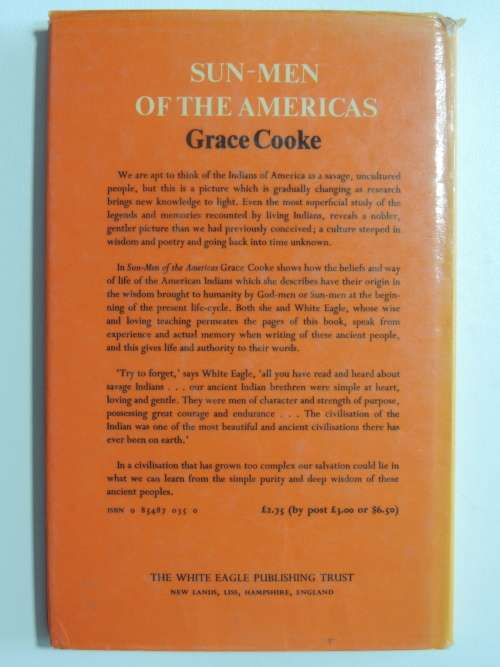 SUN-MEN
OF THE AMERICAS
Grace Cooke
We are apt to think of the Indians of America as a savage, uncultured
people, but this is a picture which is gradually changing as research
brings new knowledge to light. Even the most superficial study of the
legends and memories recounted by living Indians, reveals a nobler,
gentler picture than we had previously conceived; a culture steeped in
wisdom and poetry and going back into time unknown.
In Sun-Men of the Americas Grace Cooke shows how the beliefs and way
of life of the American Indians which she describes have their origin in
the wisdom brought to humanity by God-men or Sun-men at the begin-
ning of the present life-cycle. Both she and White Eagle, whose wise
and loving teaching permeates the pages of this book, speak from
experience and actual memory when writing of these ancient people,
and this gives life and authority to their words.
'Try to forget,' says White Eagle, 'all you have read and heard about
savage Indians . . . our ancient Indian brethren were simple at heart,
loving and gentle. They were men of character and strength of purpose,
possessing great courage and endurance . . . The civilisation of the
Indian was one of the most beautiful and ancient civilisations there has
ever been on earth.'
In a civilisation that has grown too complex our salvation could lie in
what we can learn from the simple purity and deep wisdom of these
ancient peoples.
ISBN 0 85487 035 0 £2.75 (by post £3.00 or $6.50)
THE WHITE EAGLE PUBLISHING TRUST
NEW LANDS, LISS, HAMPSHIRE, ENGLAND